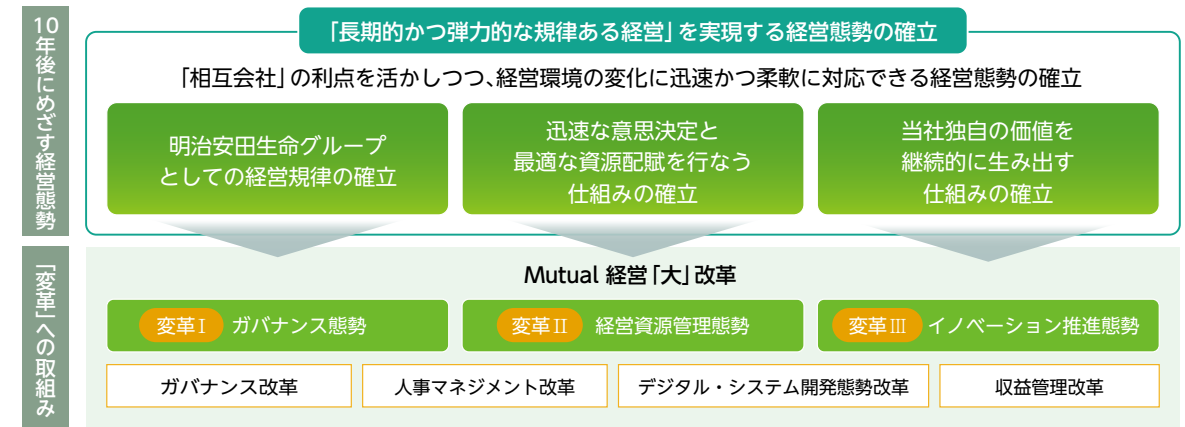 10年後にめざす経営態勢
「長期的かつ弾力的な規律ある経営」を実現する経営態勢の確立
「相互会社」の利点を活かしつつ、経営環境の変化に迅速かつ柔軟に対応できる経営態勢の確立
明治安田生命グループ
としての経営規律の確立
迅速な意思決定と
最適な資源配賦を行なう
仕組みの確立
当社独自の価値を
継続的に生み出す
仕組みの確立
「変革」への取組み
Mutual 経営「大」改革
変革Ⅰ ガバナンス態勢
変革Ⅱ 経営資源管理態勢
変革Ⅲ イノベーション推進態勢
ガバナンス改革
人事マネジメント改革
デジタル・システム開発態勢改革
収益管理改革